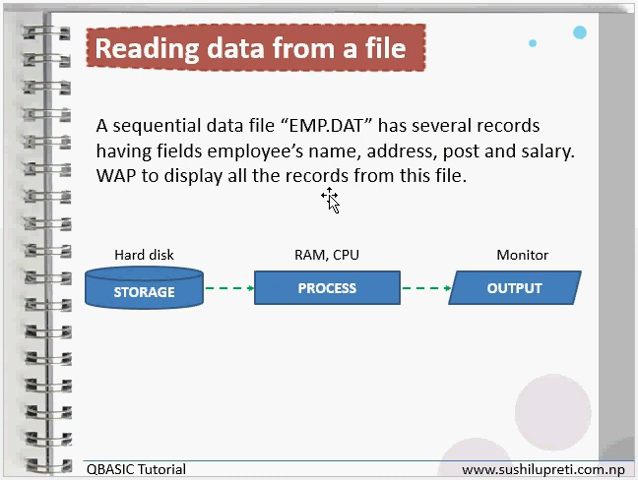 Reading data from a file
A sequential data file “EMP.DAT” has several records
having fields employee’s name, address, post and salary.
WAP to display all the records from this file.
Hard disk
RAM, CPU
Monitor
STORAGE
PROCESS
OUTPUT
QBASIC Tutorial
www.sushilupreti.com.np